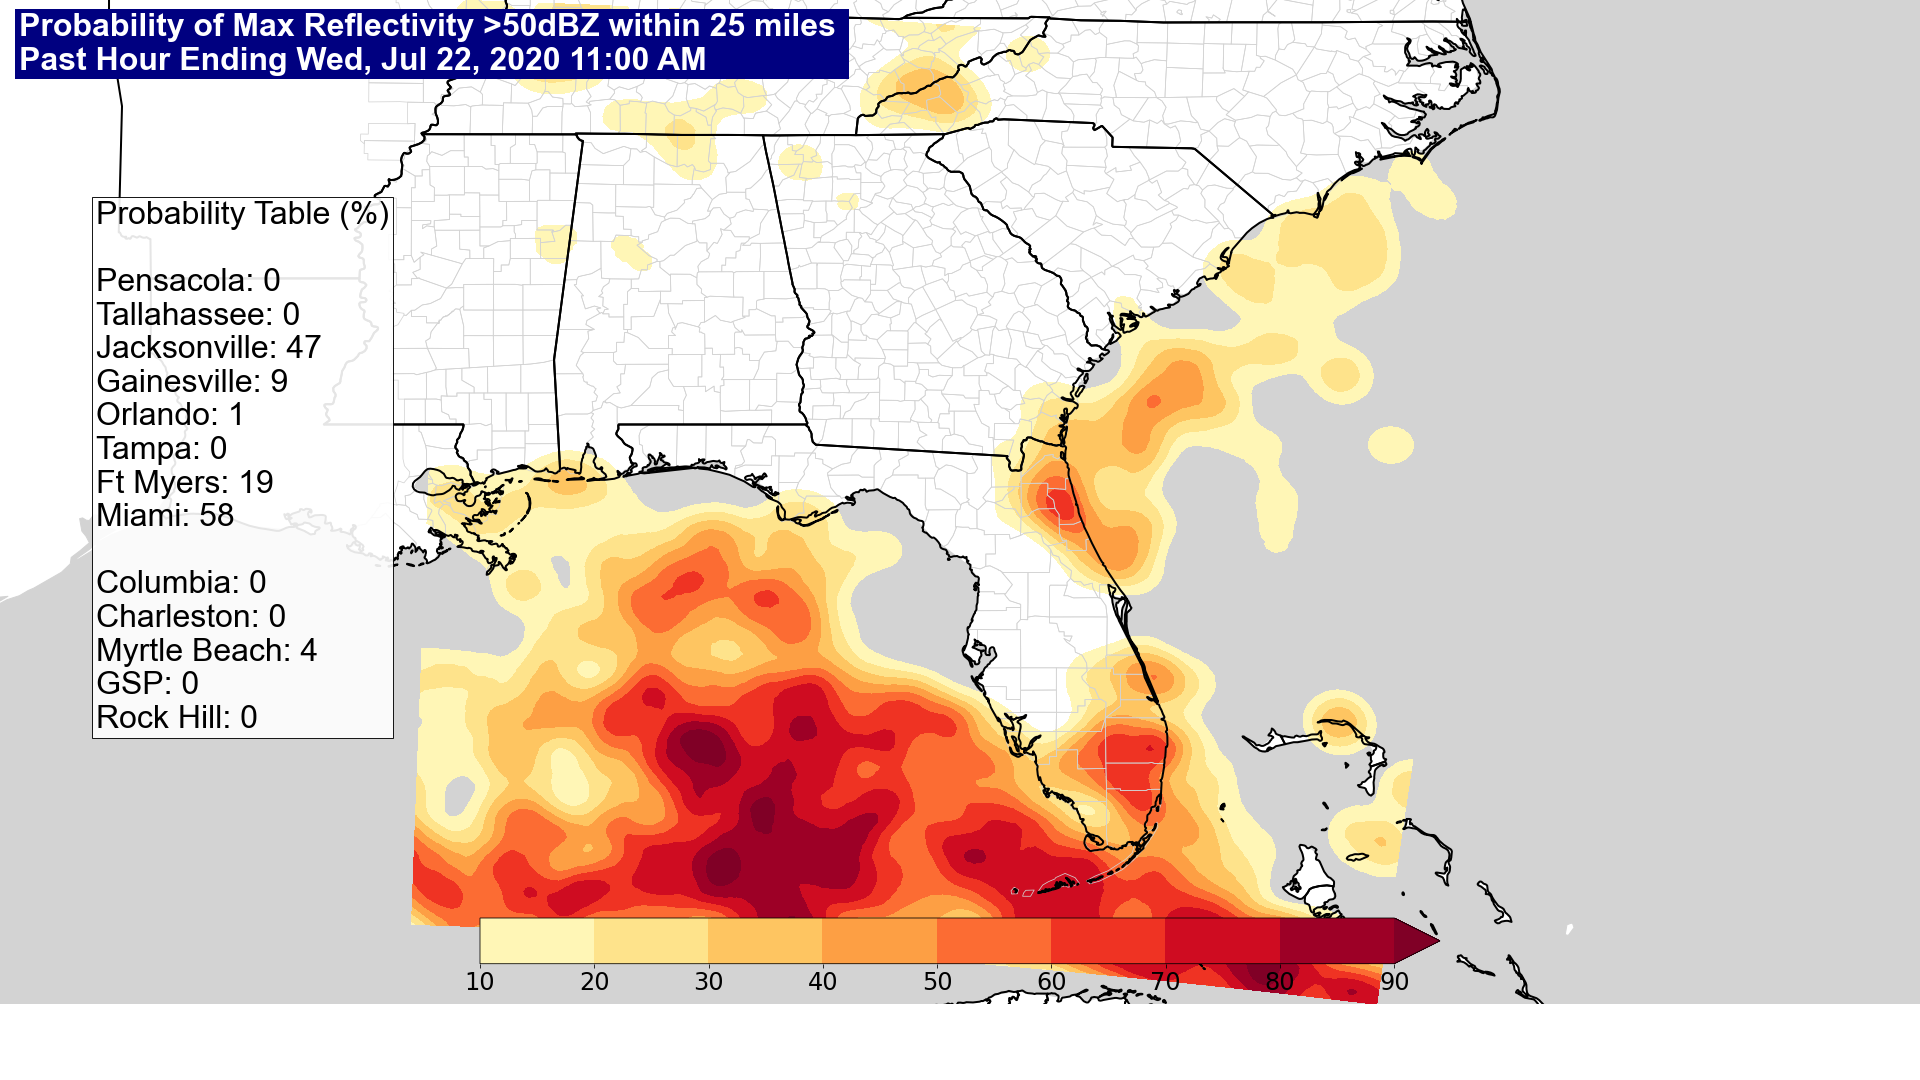 Probability of Max Reflectivity >50dBZ within 25 miles
Past Hour Ending Wed, Jul 22, 2020 11:00 AM
Probability Table (%)
Pensacola: 0
Tallahassee: 0
Jacksonville: 47
Gainesville: 9
Orlando: 1
Tampa: 0
Ft Myers: 19
Miami: 58
Columbia: 0
Charleston: 0
Myrtle Beach: 4
GSP: 0
Rock Hill: 0
10 20 30 40 50 60 70 80 90